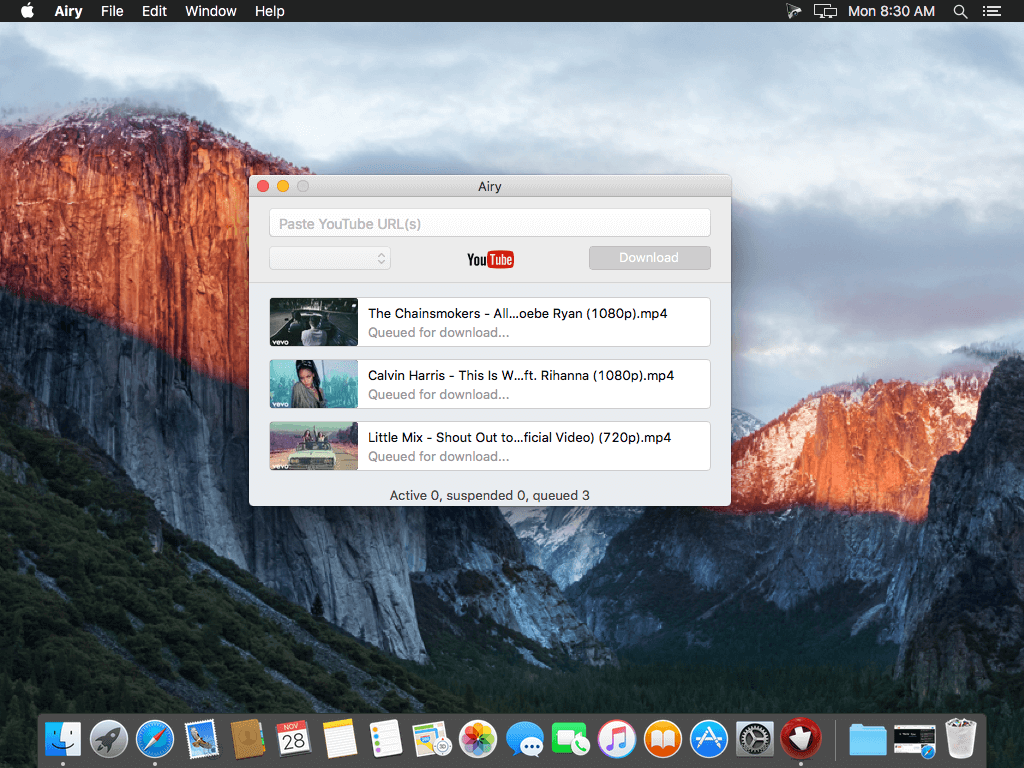 Airy File Edit Window Help Mon 8:30 AM
Airy
Paste YouTube URL(s)
YouTube Download
The Chainsmokers - All...oebe Ryan (1080p).mp4
Queued for download...
vevo
Calvin Harris - This Is W...ft. Rihanna (1080p).mp4
Queued for download...
vevo
Little Mix - Shout Out to...ficial Video) (720p).mp4
Queued for download...
vevo
Active 0, suspended 0, queued 3
NOV
28
3D